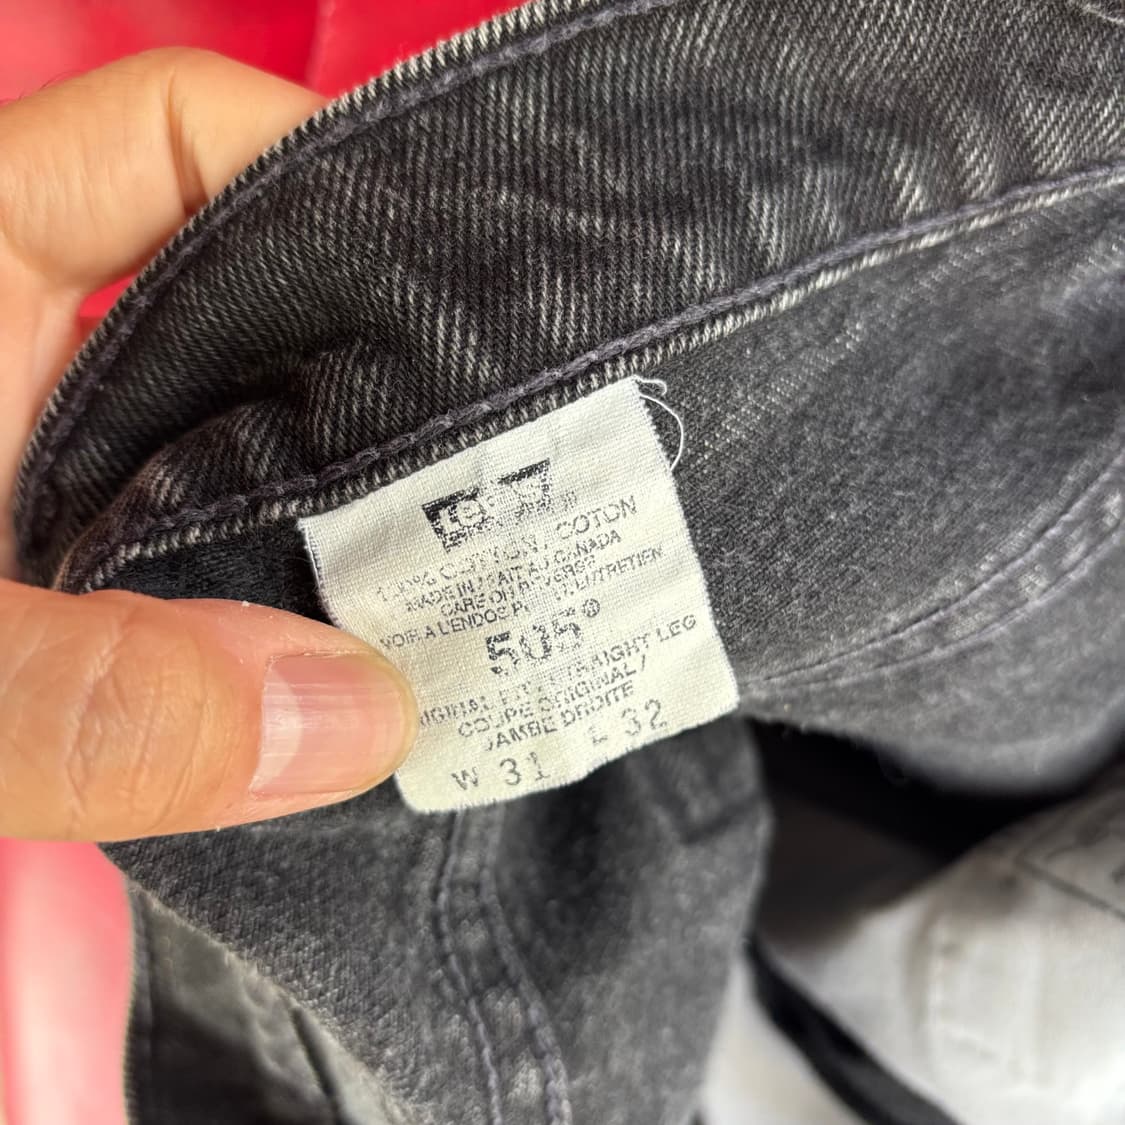 100% COTTON / COTON
MADE IN / FAIT AU CANADA
CARE ON REVERSE
VOIR A L'ENDOS POUR L'ENTRETIEN
505®
ORIGINAL FIT STRAIGHT LEG
COUPE ORIGINAL /
JAMBE DROITE
W 31 L 32